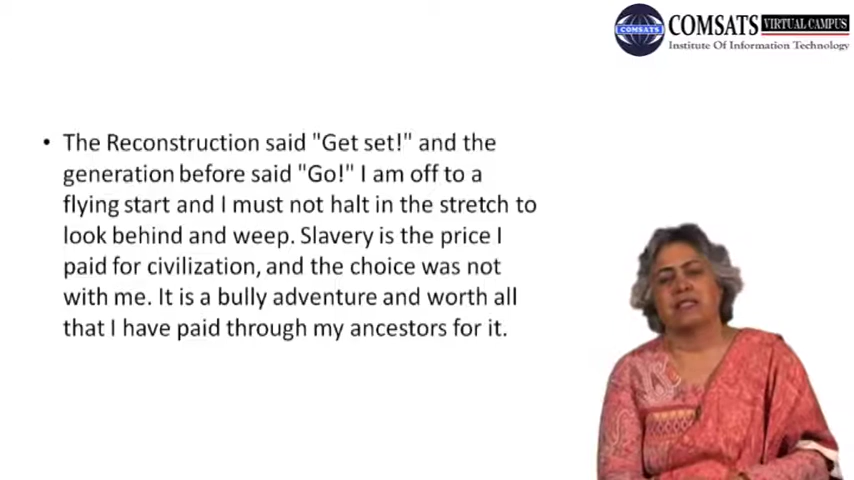 COMSATS VIRTUAL CAMPUS
COMSATS
Institute Of Information Technology
• The Reconstruction said "Get set!" and the
generation before said "Go!" I am off to a
flying start and I must not halt in the stretch to
look behind and weep. Slavery is the price I
paid for civilization, and the choice was not
with me. It is a bully adventure and worth all
that I have paid through my ancestors for it.